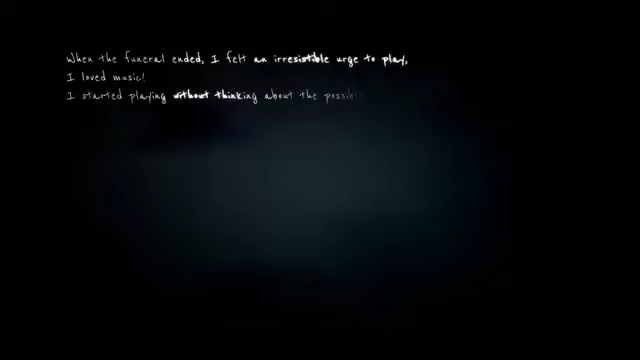 When the funeral ended, I felt an irresistible urge to play,
I loved music!
I started playing without thinking about the